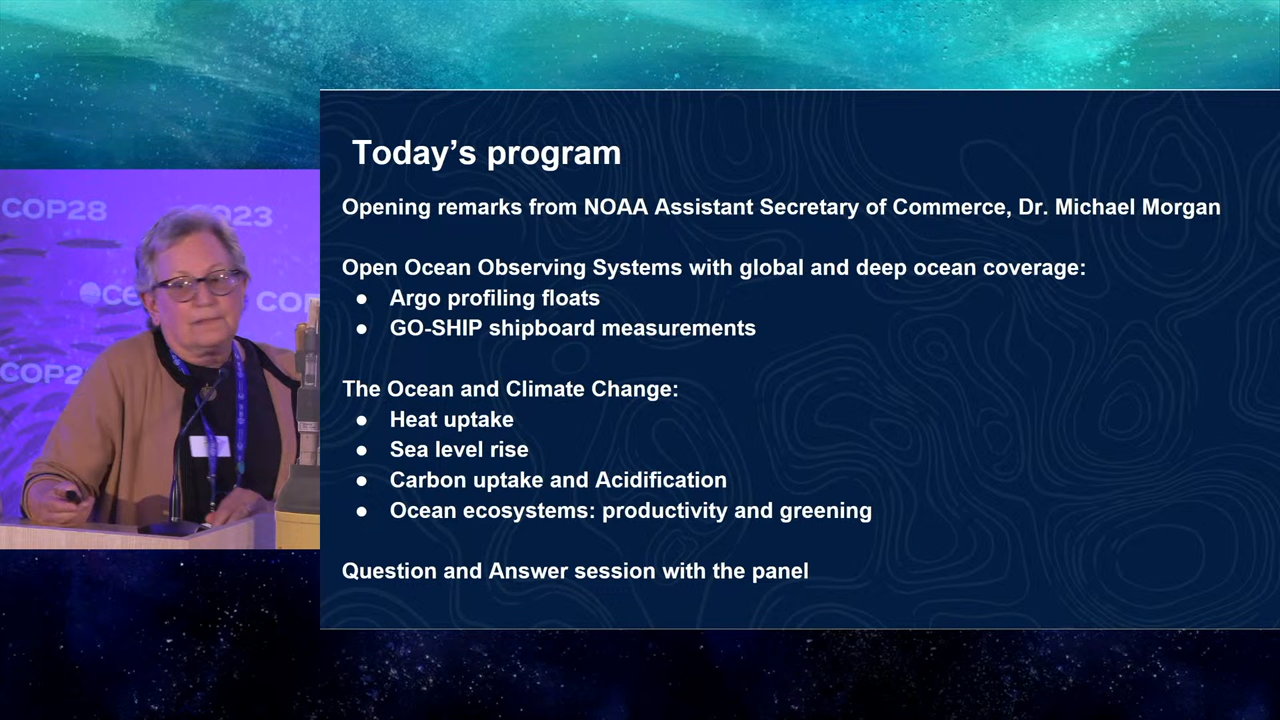 COP28
CO
COP28
Today's program
Opening remarks from NOAA Assistant Secretary of Commerce, Dr. Michael Morgan
Open Ocean Observing Systems with global and deep ocean coverage:
● Argo profiling floats
● GO-SHIP shipboard measurements
The Ocean and Climate Change:
● Heat uptake
● Sea level rise
● Carbon uptake and Acidification
● Ocean ecosystems: productivity and greening
Question and Answer session with the panel